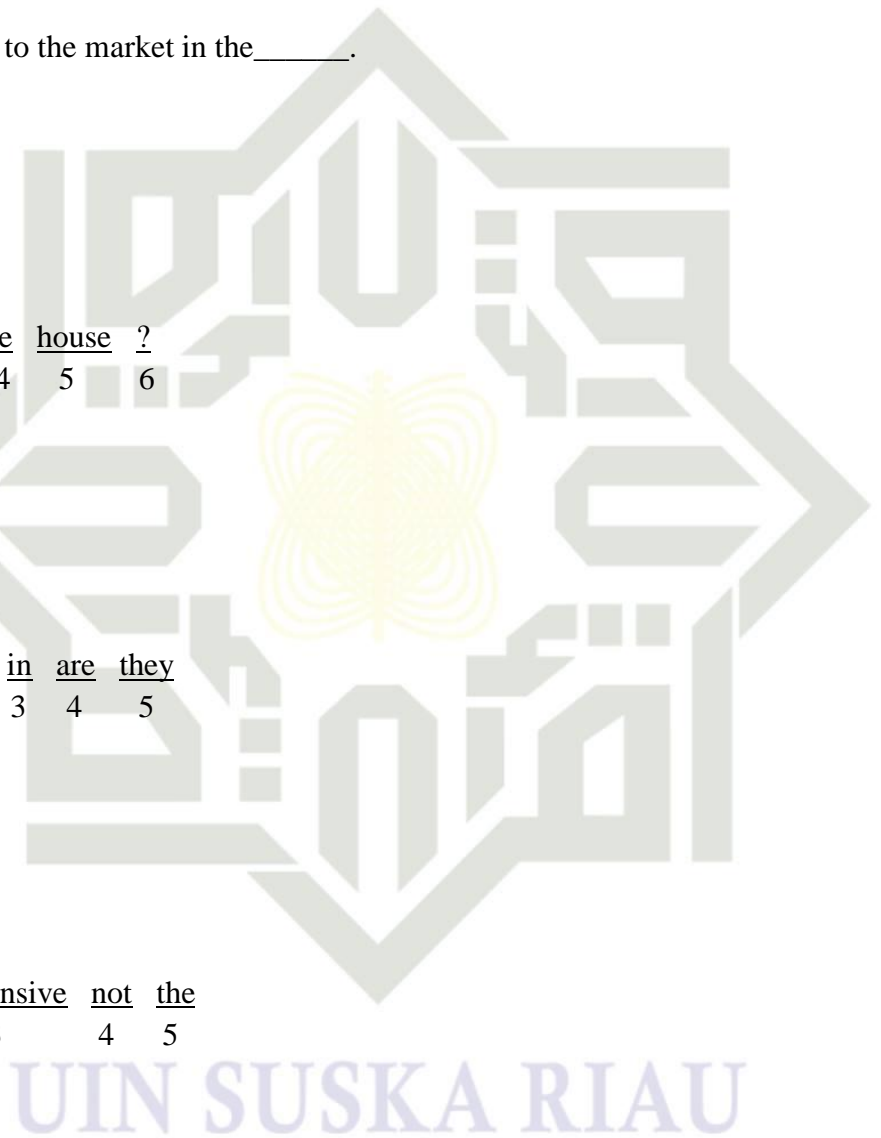 to the market in the______.
house ?
4 5 6
in are they
3 4 5
not the
4 5
UIN SUSKA RIAU